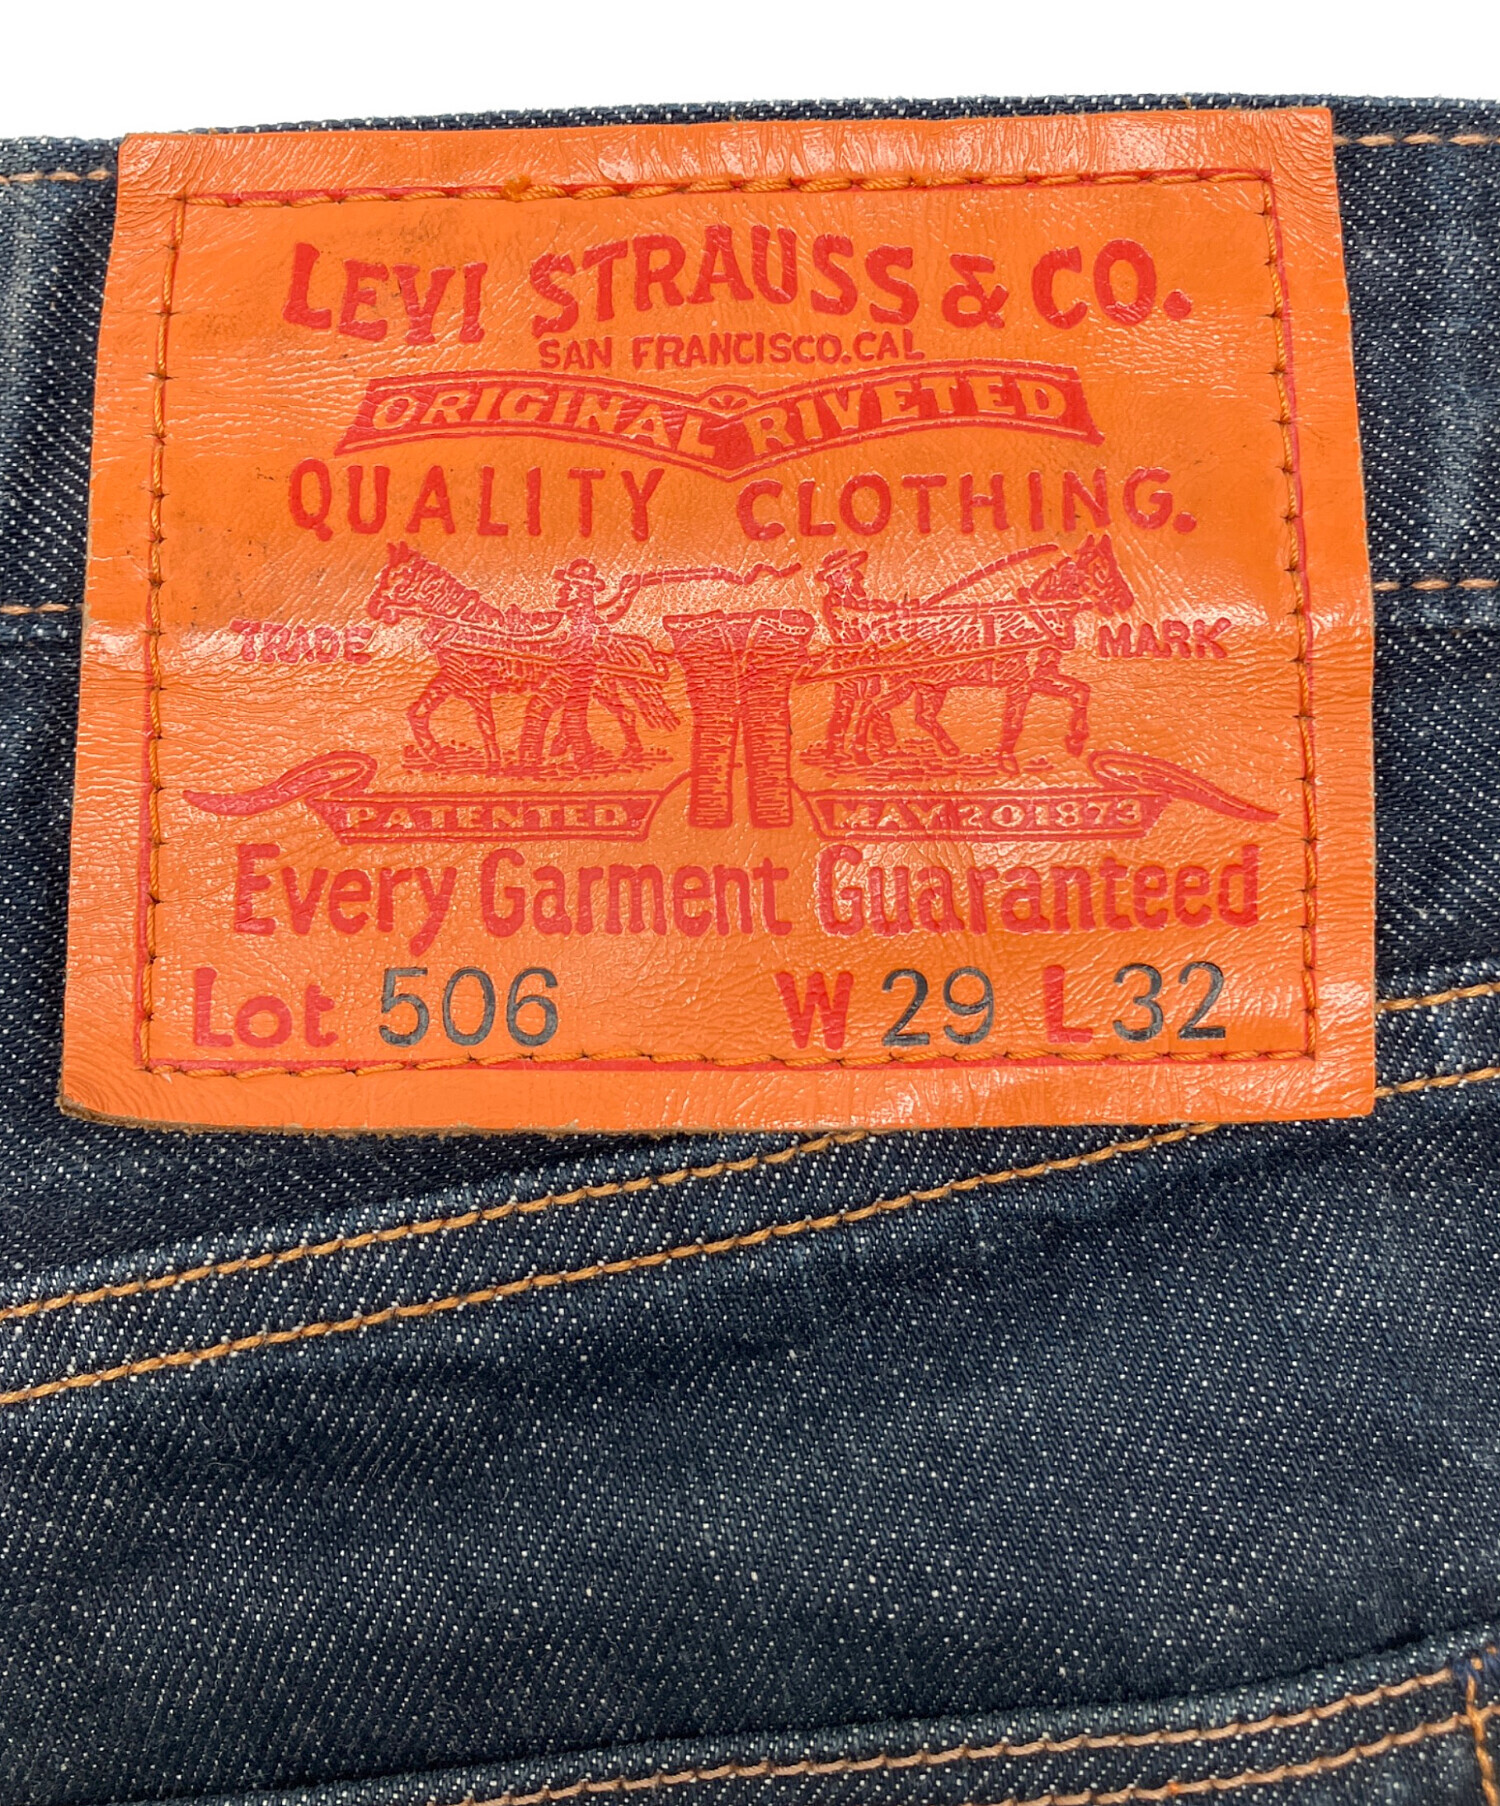 LEVI STRAUSS & CO.
SAN FRANCISCO.CAL
ORIGINAL RIVETED
QUALITY CLOTHING.
TRADE MARK
PATENTED MAY 20 1873
Every Garment Guaranteed
Lot 506 W 29 L 32